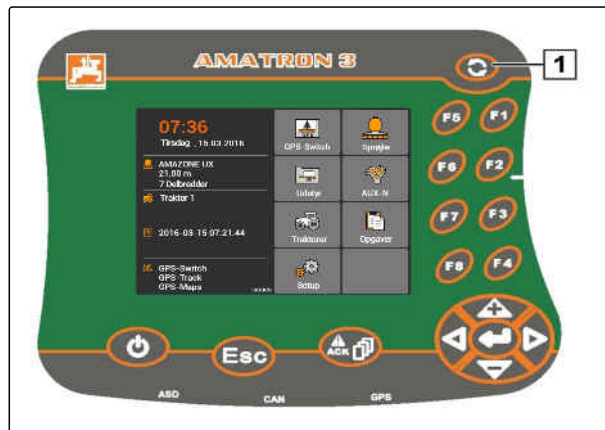 AMATRON 3
1
07:36
Tirsdag , 15.03.2016
AMAZONE UX
21,00 m
7 Delbredder
Traktor 1
2016-03-15 07:21:44
GPS-Switch
GPS-Track
GPS-Maps
GPS-Switch
Sprøjte
Udstyr
AUX-N
Traktorer
Opgaver
Setup
F5
F1
F6
F2
F7
F3
F8
F4
Esc
ACK
ASD
CAN
GPS